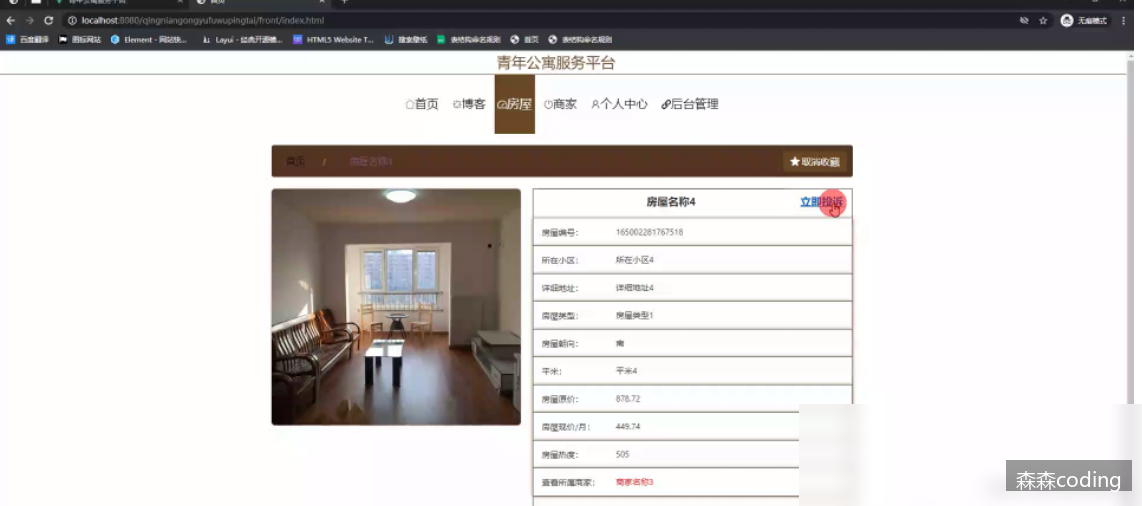 localhost:8080/qingniangongyufuwupingtai/front/index.html
无痕模式
百度翻译 图标网站 Element - 网站快... Layui - 经典开源模... HTML5 Website T... 搜索壁纸 表结构命名规则 首页 表结构命名规则
青年公寓服务平台
首页 博客 房屋 商家 个人中心 后台管理
首页 / 房屋名称4 取消收藏
房屋名称4 立即投诉
房屋编号: 165002281767518
所在小区: 所在小区4
详细地址: 详细地址4
房屋类型: 房屋类型1
房屋朝向: 南
平米: 平米4
房屋原价: 878.72
房屋现价/月: 449.74
房屋热度: 505
查看所属商家: 商家名称3
森森coding